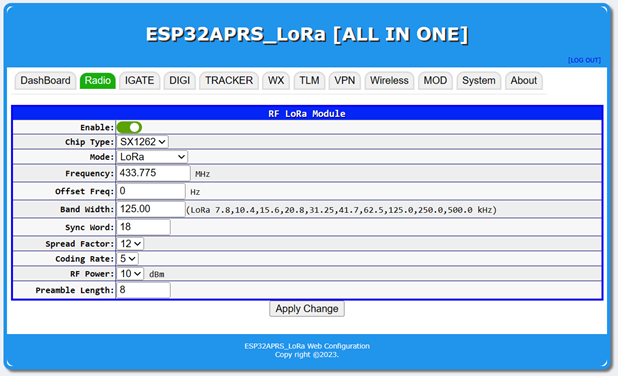 ESP32APRS_LoRa [ALL IN ONE]
[LOG OUT]
DashBoard Radio IGATE DIGI TRACKER WX TLM VPN Wireless MOD System About
RF LoRa Module
Enable:
Chip Type: SX1262
Mode: LoRa
Frequency: 433.775 MHz
Offset Freq: 0 Hz
Band Width: 125.00 (LoRa 7.8,10.4,15.6,20.8,31.25,41.7,62.5,125.0,250.0,500.0 kHz)
Sync Word: 18
Spread Factor: 12
Coding Rate: 5
RF Power: 10 dBm
Preamble Length: 8
Apply Change
ESP32APRS_LoRa Web Configuration
Copy right ©2023.